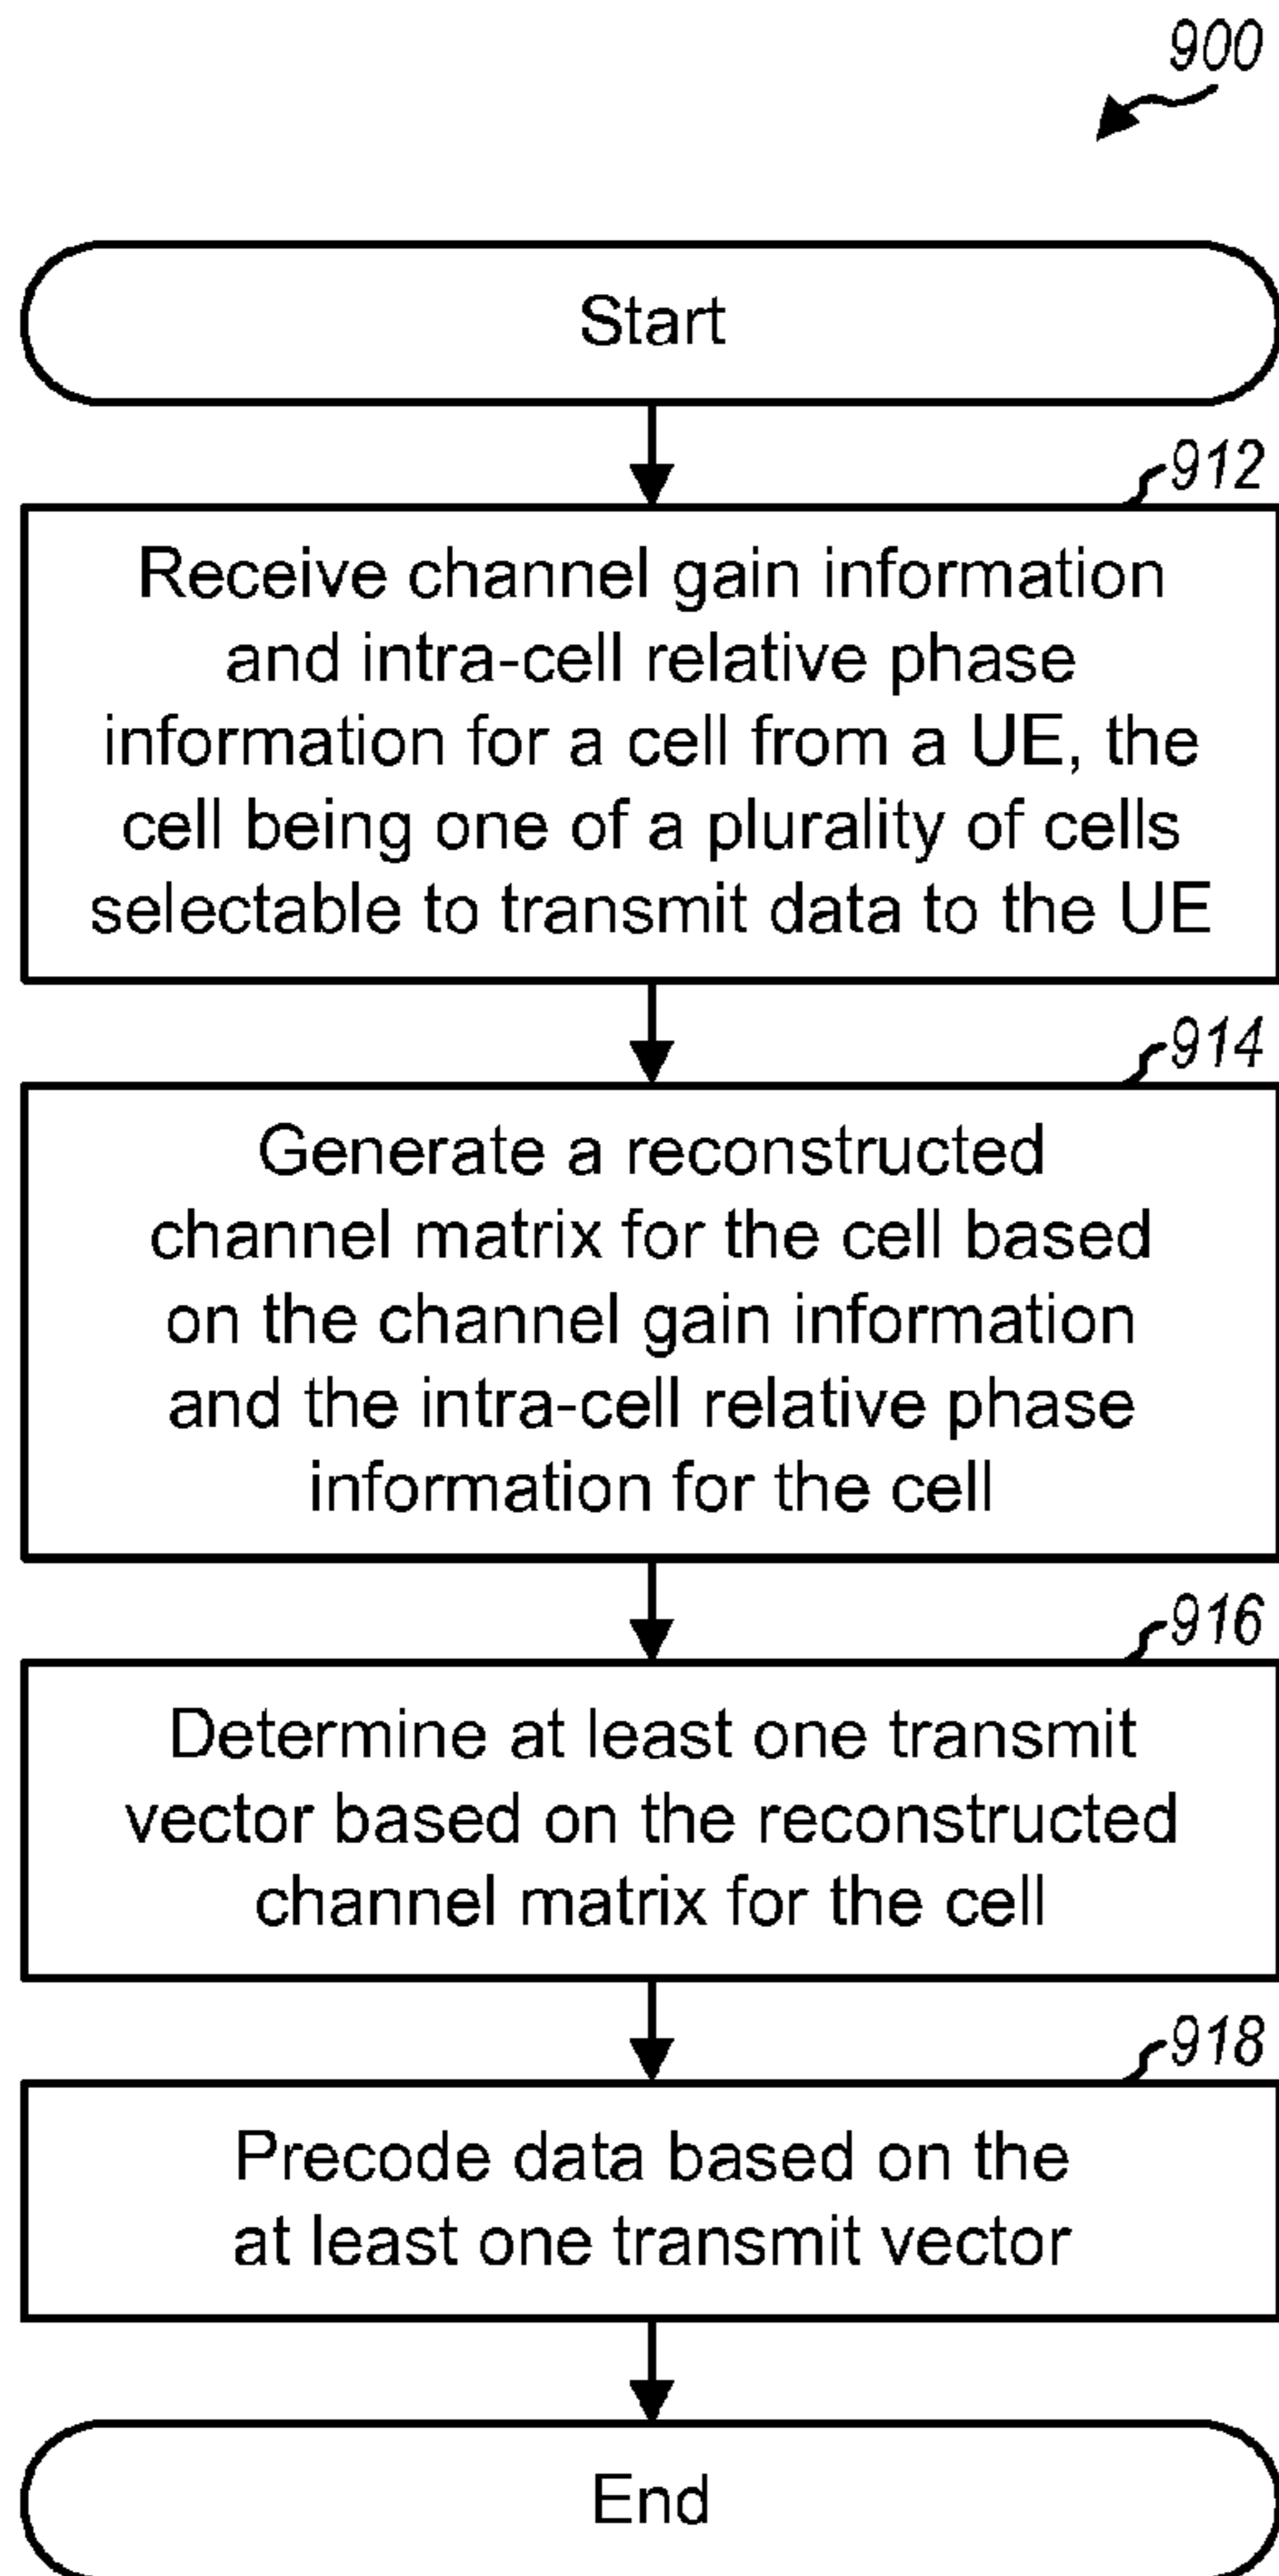 900
Start
912
Receive channel gain information
and intra-cell relative phase
information for a cell from a UE, the
cell being one of a plurality of cells
selectable to transmit data to the UE
914
Generate a reconstructed
channel matrix for the cell based
on the channel gain information
and the intra-cell relative phase
information for the cell
916
Determine at least one transmit
vector based on the reconstructed
channel matrix for the cell
918
Precode data based on the
at least one transmit vector
End